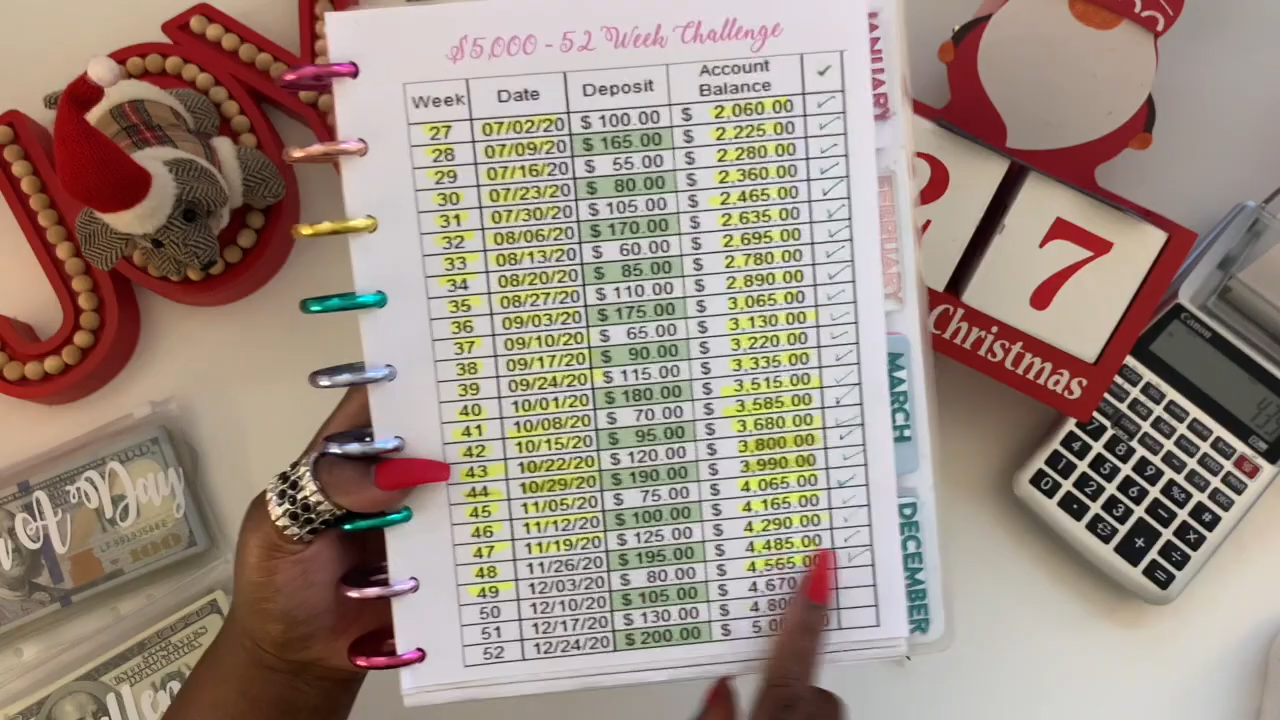 $5,000 - 52 Week Challenge
Week Date Deposit Account Balance ✓
27 07/02/20 $ 100.00 $ 2,060.00 ✓
28 07/09/20 $ 165.00 $ 2,225.00 ✓
29 07/16/20 $ 55.00 $ 2,280.00 ✓
30 07/23/20 $ 80.00 $ 2,360.00 ✓
31 07/30/20 $ 105.00 $ 2,465.00 ✓
32 08/06/20 $ 170.00 $ 2,635.00 ✓
33 08/13/20 $ 60.00 $ 2,695.00 ✓
34 08/20/20 $ 85.00 $ 2,780.00 ✓
35 08/27/20 $ 110.00 $ 2,890.00 ✓
36 09/03/20 $ 175.00 $ 3,065.00 ✓
37 09/10/20 $ 65.00 $ 3,130.00 ✓
38 09/17/20 $ 90.00 $ 3,220.00 ✓
39 09/24/20 $ 115.00 $ 3,335.00 ✓
40 10/01/20 $ 180.00 $ 3,515.00 ✓
41 10/08/20 $ 70.00 $ 3,585.00 ✓
42 10/15/20 $ 95.00 $ 3,680.00 ✓
43 10/22/20 $ 120.00 $ 3,800.00 ✓
44 10/29/20 $ 190.00 $ 3,990.00 ✓
45 11/05/20 $ 75.00 $ 4,065.00 ✓
46 11/12/20 $ 100.00 $ 4,165.00 ✓
47 11/19/20 $ 125.00 $ 4,290.00 ✓
48 11/26/20 $ 195.00 $ 4,485.00 ✓
49 12/03/20 $ 80.00 $ 4,565.00 ✓
50 12/10/20 $ 105.00 $ 4,670
51 12/17/20 $ 130.00 $ 4,80
52 12/24/20 $ 200.00 $ 5,0
JANUARY
FEBRUARY
MARCH
DECEMBER
7
Christmas
Canon
JOY
A Day
100